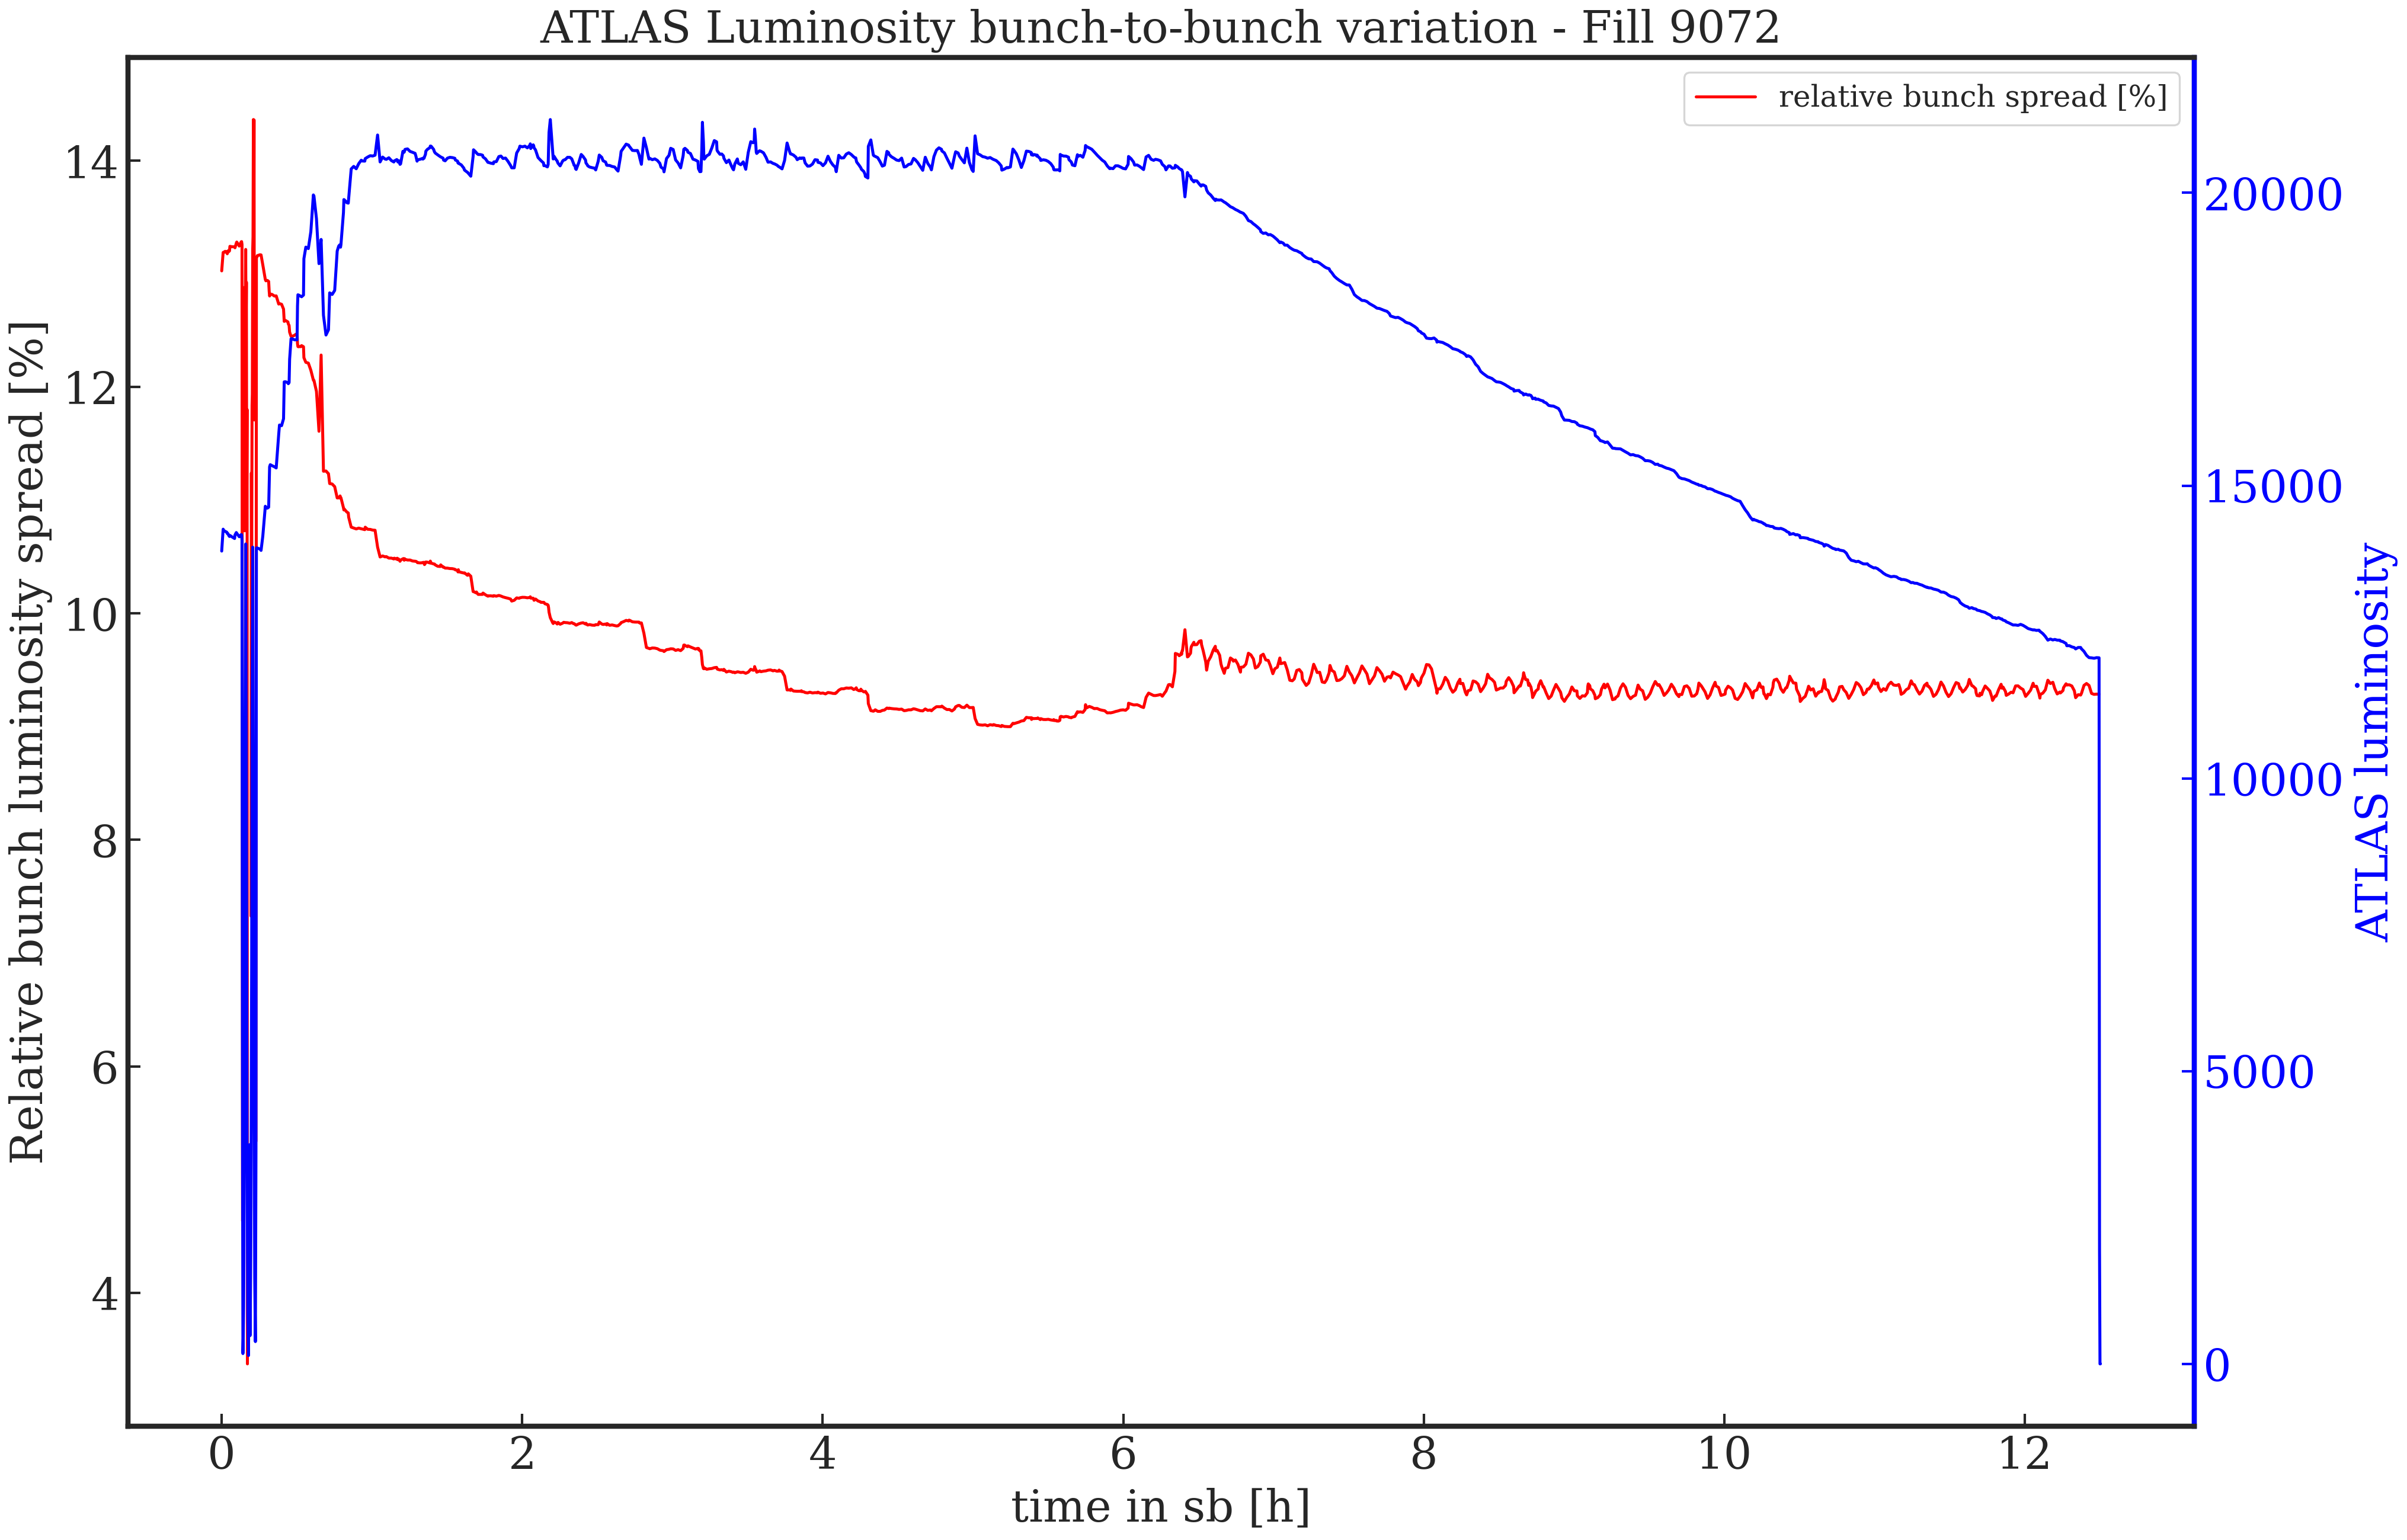 ATLAS Luminosity bunch-to-bunch variation - Fill 9072
relative bunch spread [%]
Relative bunch luminosity spread [%]
14
12
10
8
6
4
20000
15000
10000
5000
0
ATLAS luminosity
0 2 4 6 8 10 12
time in sb [h]